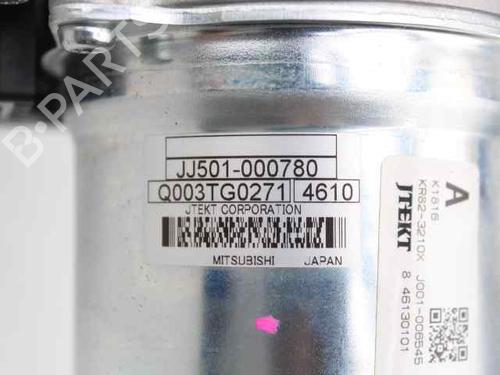 JJ501-000780
Q003TG0271 4610
JTEKT CORPORATION
MITSUBISHI JAPAN
A
K1816
KR82-3210X J001-006545
JTEKT 8 46130101
B-PARTS